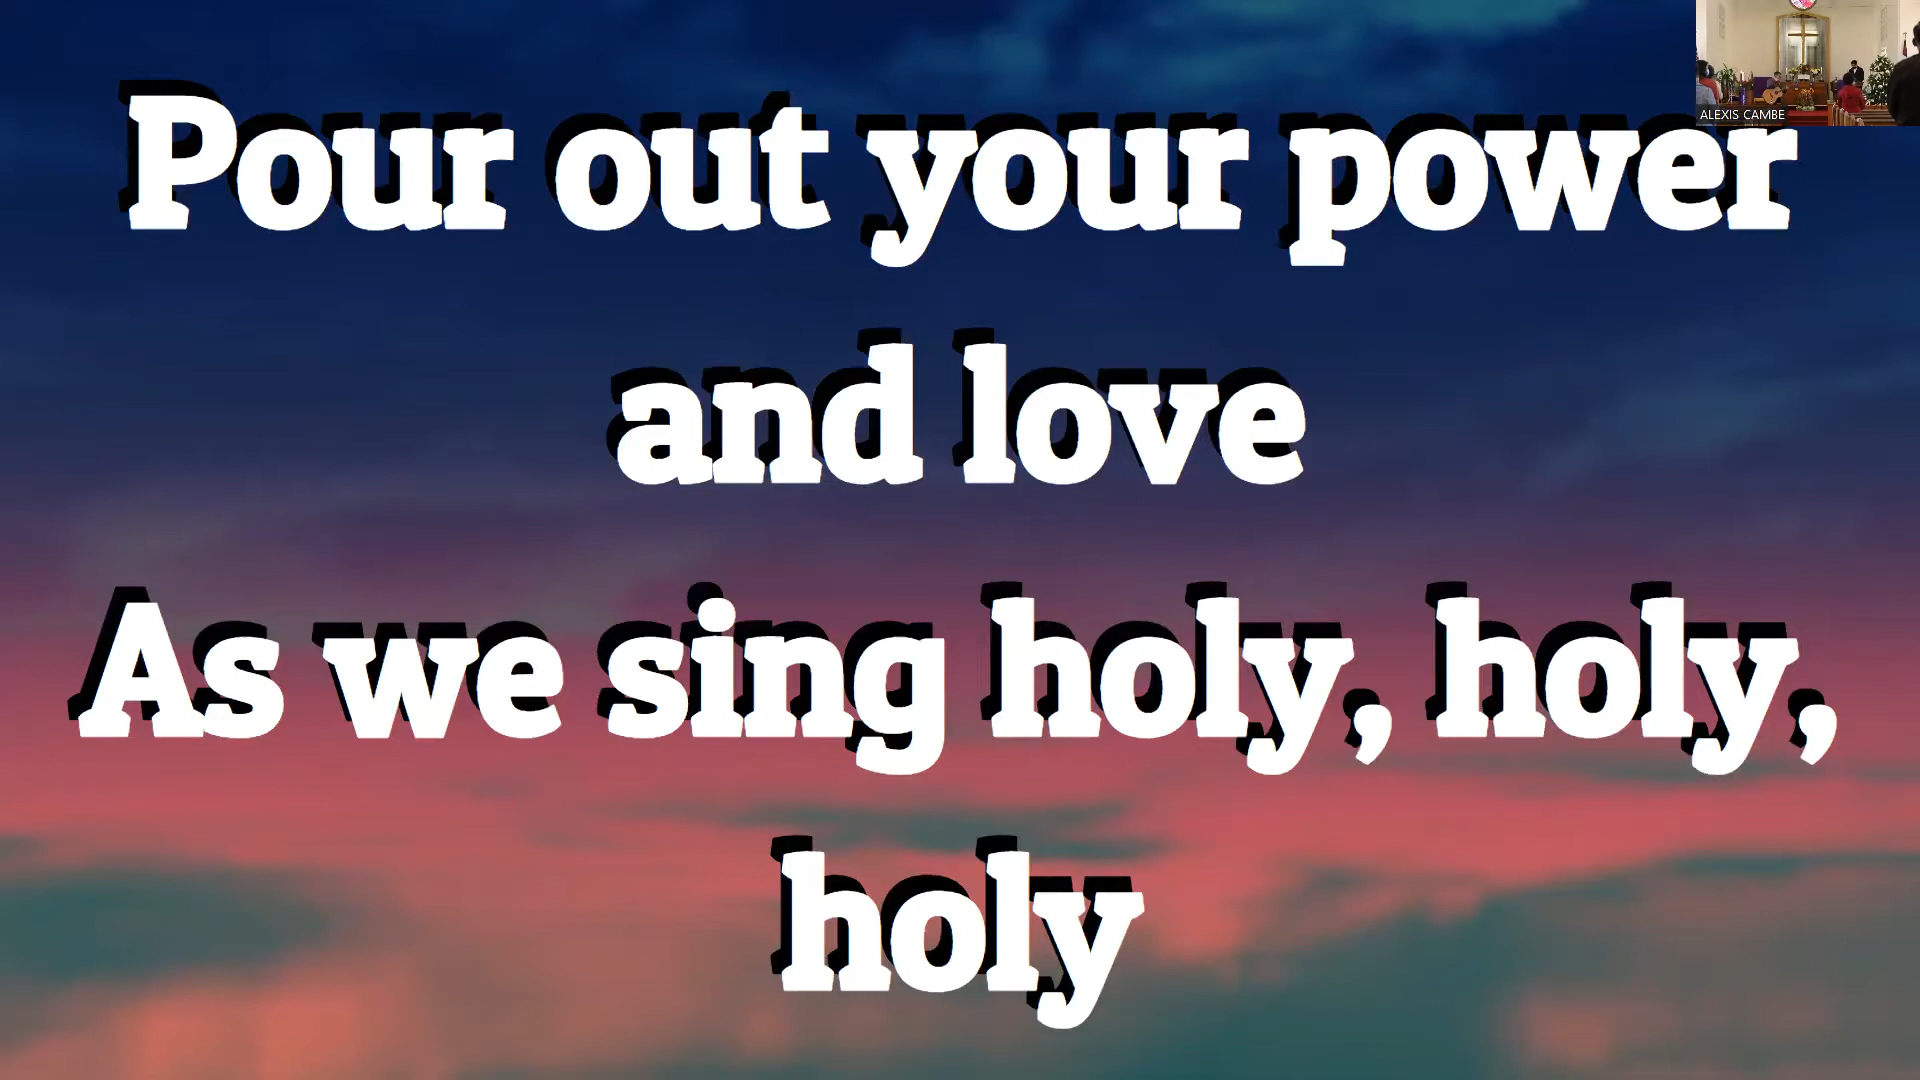 ALEXIS CAMBE
Pour out your power
and love
As we sing holy, holy,
holy